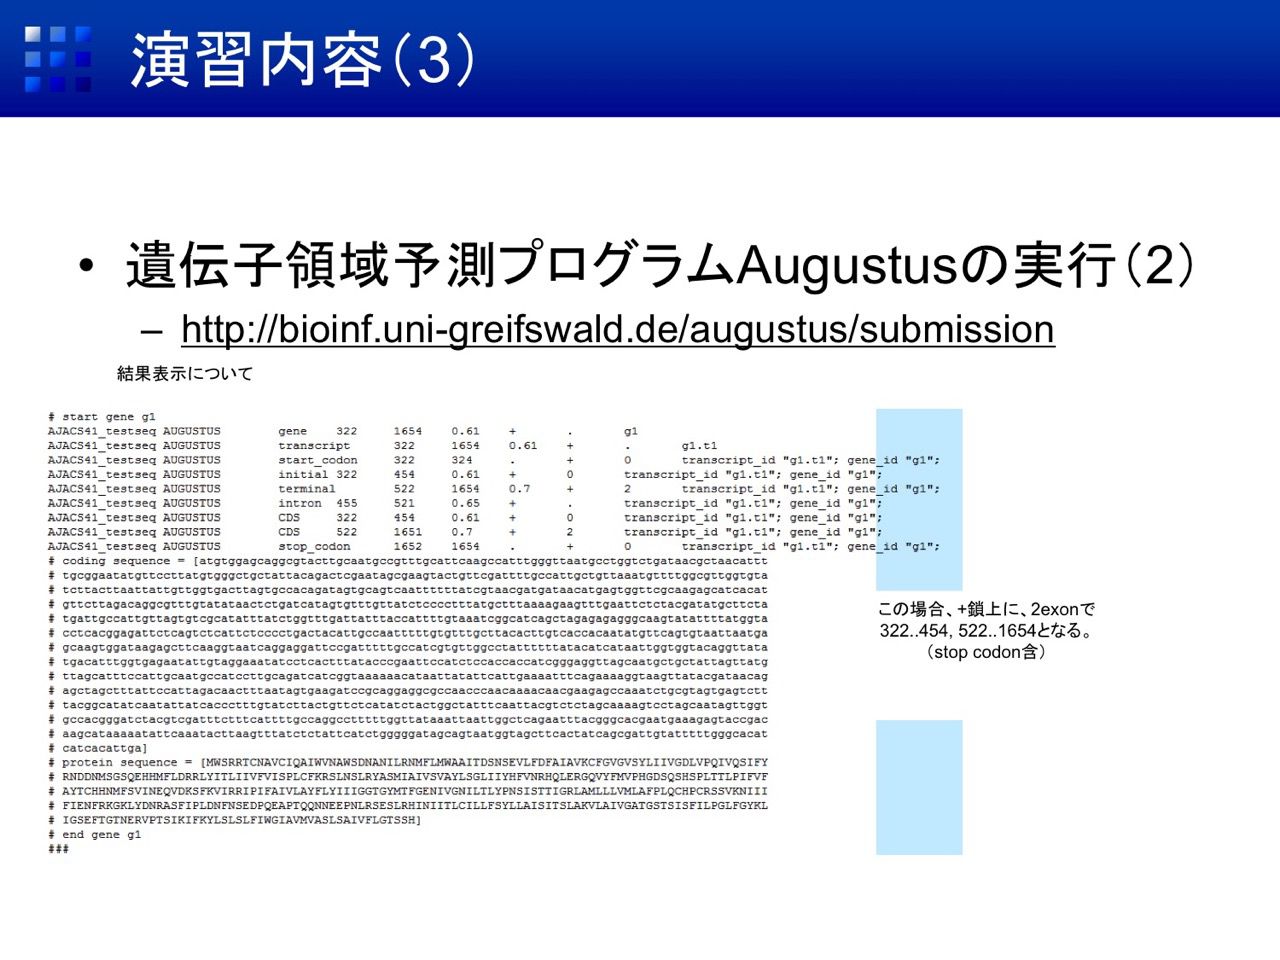 演習内容（3）
• 遺伝子領域予測プログラムAugustusの実行（2）
– http://bioinf.uni-greifswald.de/augustus/submission
結果表示について
# start gene g1
AJACS41_testseq AUGUSTUS gene 322 1654 0.61 + . g1
AJACS41_testseq AUGUSTUS transcript 322 1654 0.61 + . g1.t1
AJACS41_testseq AUGUSTUS start_codon 322 324 . + 0 transcript_id "g1.t1"; gene_id "g1";
AJACS41_testseq AUGUSTUS initial 322 454 0.61 + 0 transcript_id "g1.t1"; gene_id "g1";
AJACS41_testseq AUGUSTUS terminal 522 1654 0.7 + 2 transcript_id "g1.t1"; gene_id "g1";
AJACS41_testseq AUGUSTUS intron 455 521 0.65 + . transcript_id "g1.t1"; gene_id "g1";
AJACS41_testseq AUGUSTUS CDS 322 454 0.61 + 0 transcript_id "g1.t1"; gene_id "g1";
AJACS41_testseq AUGUSTUS CDS 522 1651 0.7 + 2 transcript_id "g1.t1"; gene_id "g1";
AJACS41_testseq AUGUSTUS stop_codon 1652 1654 . + 0 transcript_id "g1.t1"; gene_id "g1";
# coding sequence = [atgtggagcaggcgtacttgcaatgccgtttgcattcaagccatttgggttaatgcctggtctgataacgctaacattt
# tgcggaatatgttccttatgtgggctgctattacagactcgaatagcgaagtactgttcgattttgccattgctgttaaatgttttggcgttggtgta
# tcttacttaattattgttggtgacttagtgccacagatagtgcagtcaattttttatcgtaacgatgataacatgagtggttcgcaagagcatcacat
# gttcttagacaggcgtttgtatataactctgatcatagtgtttgttatctcccctttatgctttaaaagaagtttgaattctctacgatatgcttcta
# tgattgccattgttagtgtcgcatatttatctggtttgattatttaccattttgtaaatcggcatcagctagagagagggcaagtatattttatggta
# cctcacggagattctcagtctcattctcccctgactacattgccaatttttgtgtttgcttacacttgtcaccacaatatgttcagtgtaattaatga
# gcaagtggataagagcttcaaggtaatcaggaggattccgatttttgccatcgtgttggcctatttttttatacatcataattggtggtacaggttata
# tgacatttggtgagaatattgtaggaaatatcctcactttatacccgaattccatctccaccaccatcgggaggttagcaatgctgctattagttatg
# ttagcatttccattgcaatgccatccttgcagatcatcggtaaaaaacataattatattcattgaaaatttcagaaaaggtaagttatacgataacag
# agctagctttattccattagacaactttaatagtgaagatccgcaggaggcgccaacccaacaaaacaacgaagagccaaatctgcgtagtgagtctt
# tacggcatatcaatattatcacccctttgtatcttactgttctcatatctactggctatttcaattacgtctctagcaaaagtcctagcaatagttggt
# gccacgggatctacgtcgatttctttcattttgccaggcctttttggttataaattaattggctcagaatttacgggcacgaatgaaagagtaccgac
# aagcataaaaatattcaaatacttaagtttatctctattcatctgggggatagcagtaatggtagcttcactatcagcgattgtatttttgggcacat
# catcacattga]
# protein sequence = [MWSRRTCNAVCIQAIWVNAWSDNANILRNMFLMWAAITDSNSEVLFDFAIAVKCFGVGVSYLIIVGDLVPQIVQSIFY
# RNDDNMSGSQEHHMFLDRRLYITLIIVFVISPLCFKRSLNSLRYASMIAIVSVAYLSGLIIYHFVNRHQLERGQVYFMVPHGDSQSHSPLTTLPIFVF
# AYTCHHNMFSVINEQVDKSFKVIRRIPIFAIVLAYFLYIIIGGTGYMTFGENIVGNILTLYPNSISTTIGRLAMLLLVMLAFPLQCHPCRSSVKNIII
# FIENFRKGKLYDNRASFIPLDNFNSEDPQEAPTQQNNEEPNLRSESLRHINIITLCILLFSYLLAISITSLAKVLAIVGATGSTSISFILPGLFGYKL
# IGSEFTGTNERVPTSIKIFKYLSLSLFIWGIAVMVASLSAIVFLGTSSH]
# end gene g1
###
この場合、+鎖上に、2exonで
322..454, 522..1654となる。
（stop codon含）